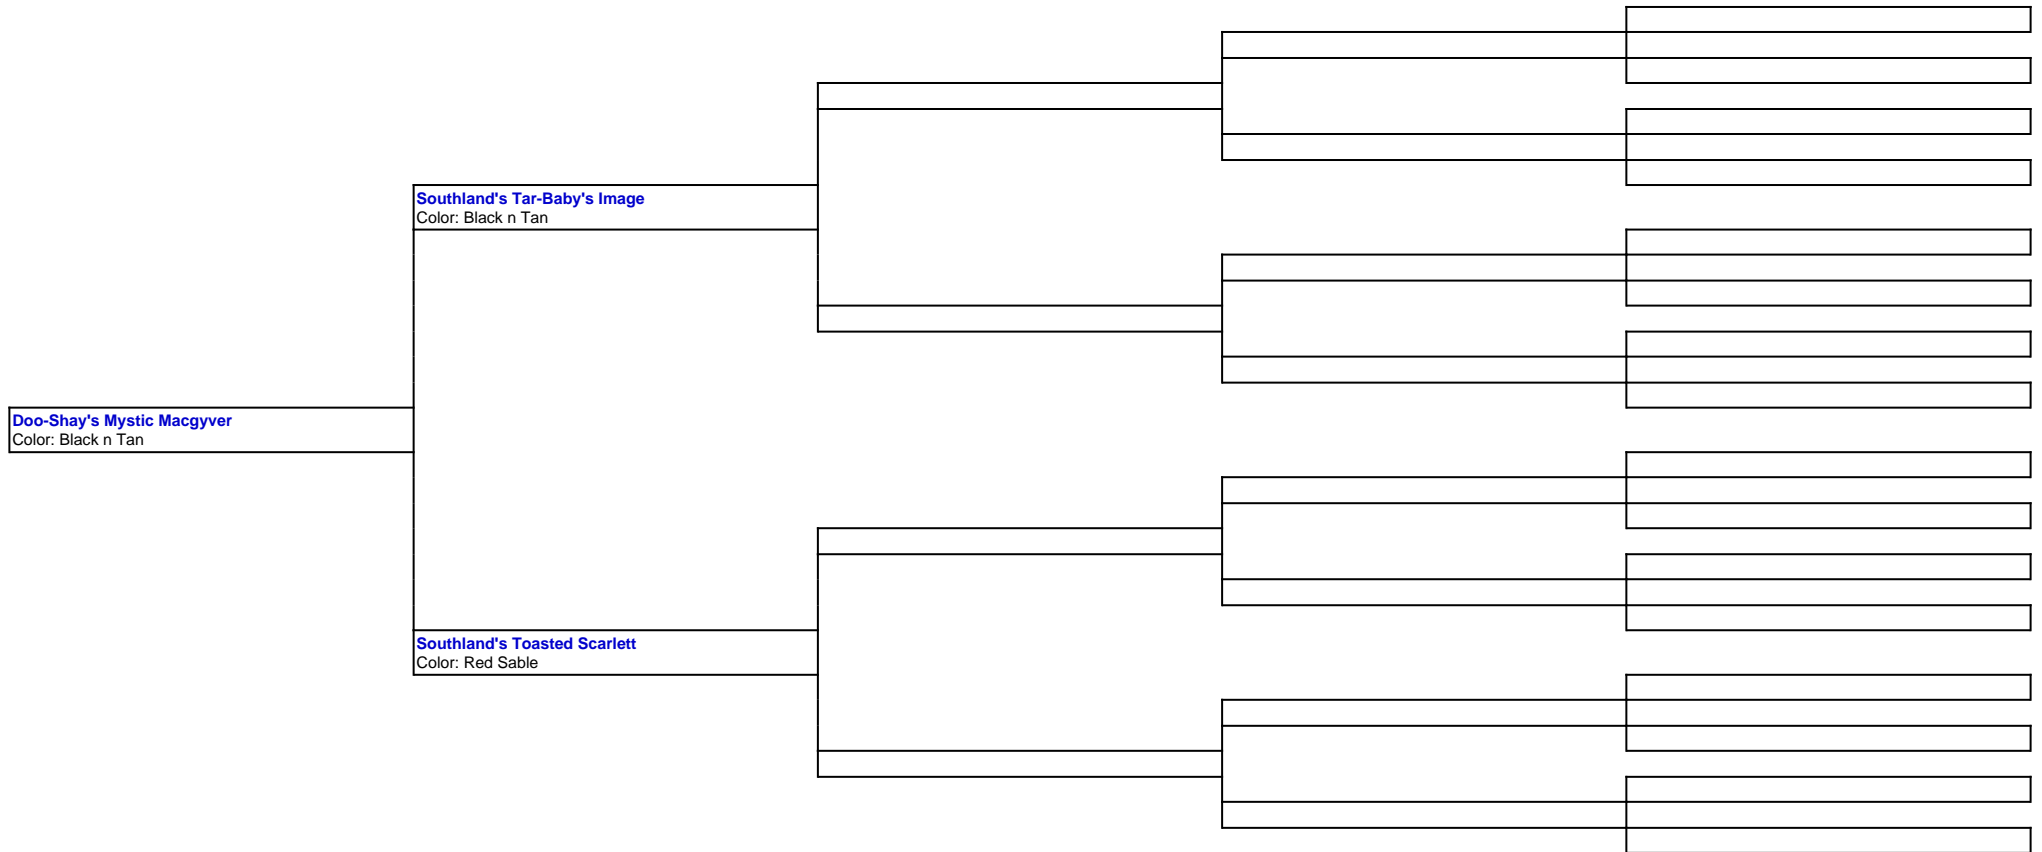 Southland's Tar-Baby's Image
Color: Black n Tan
Doo-Shay's Mystic Macgyver
Color: Black n Tan
Southland's Toasted Scarlett
Color: Red Sable